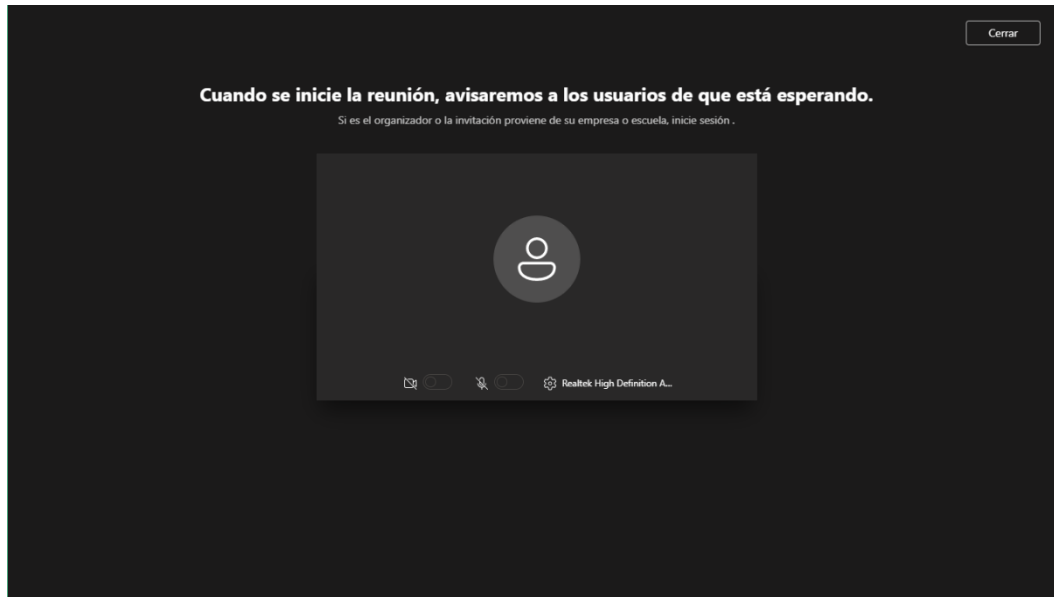 Cerrar
Cuando se inicie la reunión, avisaremos a los usuarios de que está esperando.
Si es el organizador o la invitación proviene de su empresa o escuela, inicie sesión .
Realtek High Definition A...